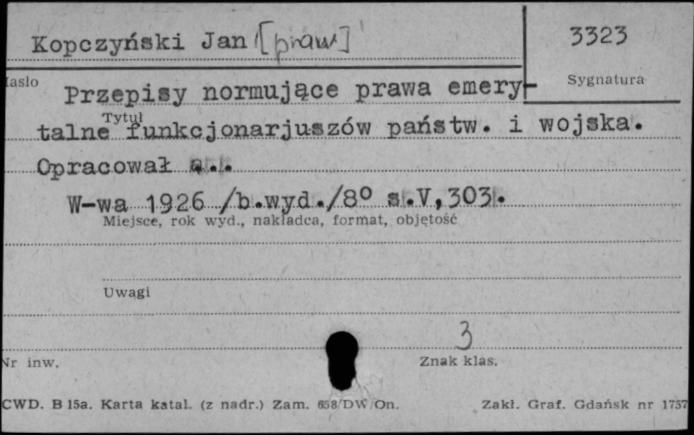 Kopczyński Jan [praw] 3323
Hasło Sygnatura
Przepisy normujące prawa emery-
Tytuł
talne funkcjonarjuszów państw. i wojska.
Opracował ...
W-wa 1926 /b.wyd./8º s.V,303.
Miejsce, rok wyd., nakładca, format, objętość
Uwagi
3
Nr inw. Znak klas.
CWD. B 15a. Karta katal. (z nadr.) Zam. 658/DW/On. Zakł. Graf. Gdańsk nr 1757